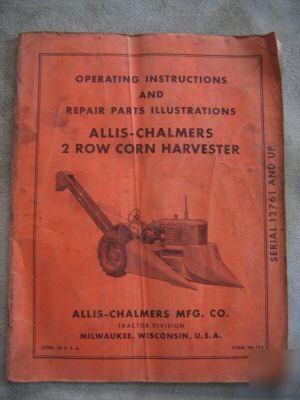 OPERATING INSTRUCTIONS
AND
REPAIR PARTS ILLUSTRATIONS
ALLIS-CHALMERS
2 ROW CORN HARVESTER
SERIAL 13761 AND UP
ALLIS-CHALMERS MFG. CO.
TRACTOR DIVISION
MILWAUKEE, WISCONSIN, U.S.A.
U. S. A.
FORM